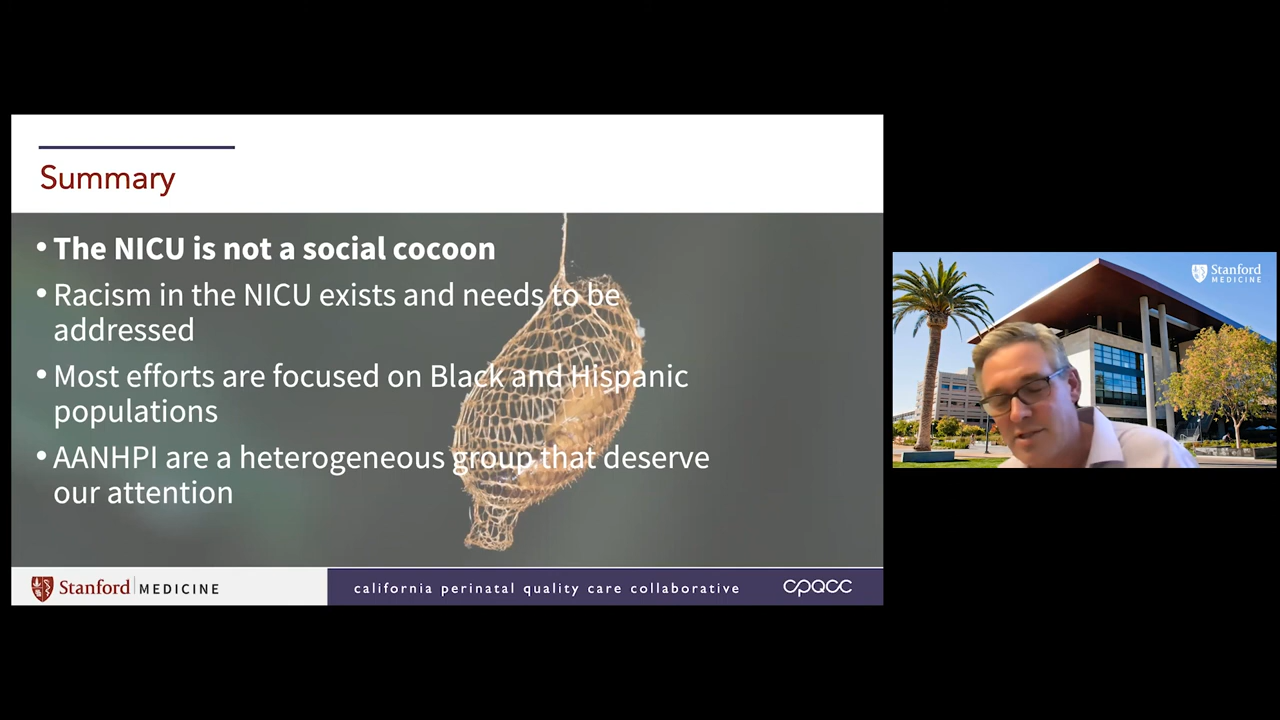 Summary
• The NICU is not a social cocoon
• Racism in the NICU exists and needs to be
addressed
• Most efforts are focused on Black and Hispanic
populations
• AANHPI are a heterogeneous group that deserve
our attention
Stanford MEDICINE
california perinatal quality care collaborative
cpqcc
Stanford
MEDICINE